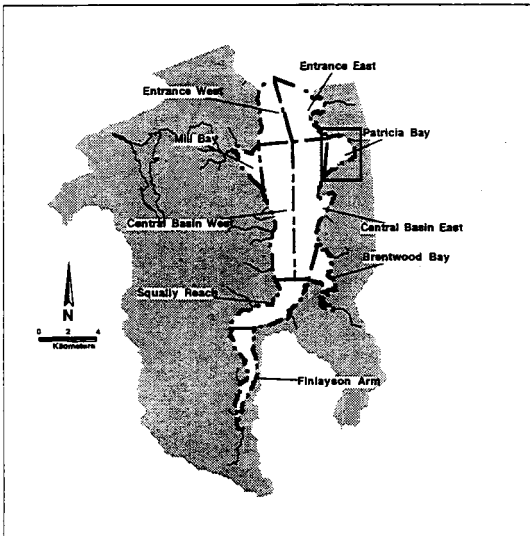 Entrance East
Entrance West
Patricia Bay
Mill Bay
Central Basin West
Central Basin East
Brentwood Bay
Squally Reach
N
0 2 4
Kilometers
Finlayson Arm